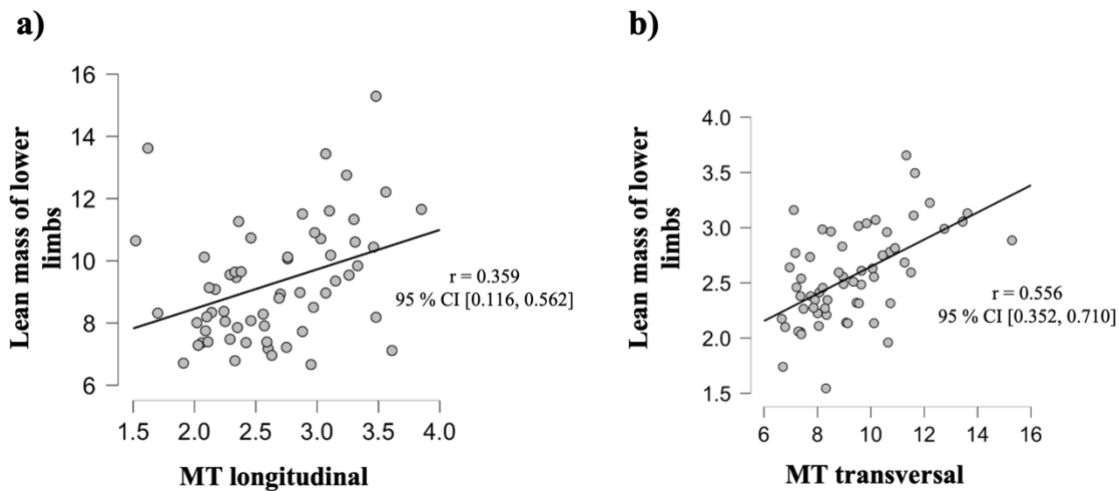 a)
Lean mass of lower
limbs
16
14
12
10
8
6
r = 0.359
95 % CI [0.116, 0.562]
1.5 2.0 2.5 3.0 3.5 4.0
MT longitudinal
b)
Lean mass of lower
limbs
4.0
3.5
3.0
2.5
2.0
1.5
r = 0.556
95 % CI [0.352, 0.710]
6 8 10 12 14 16
MT transversal